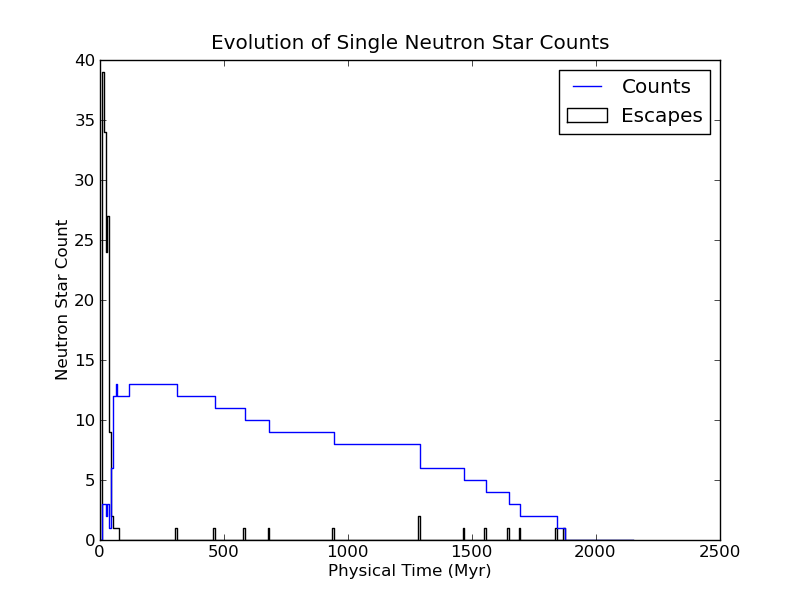 Evolution of Single Neutron Star Counts
Counts
Escapes
Neutron Star Count
40
35
30
25
20
15
10
5
0
0 500 1000 1500 2000 2500
Physical Time (Myr)